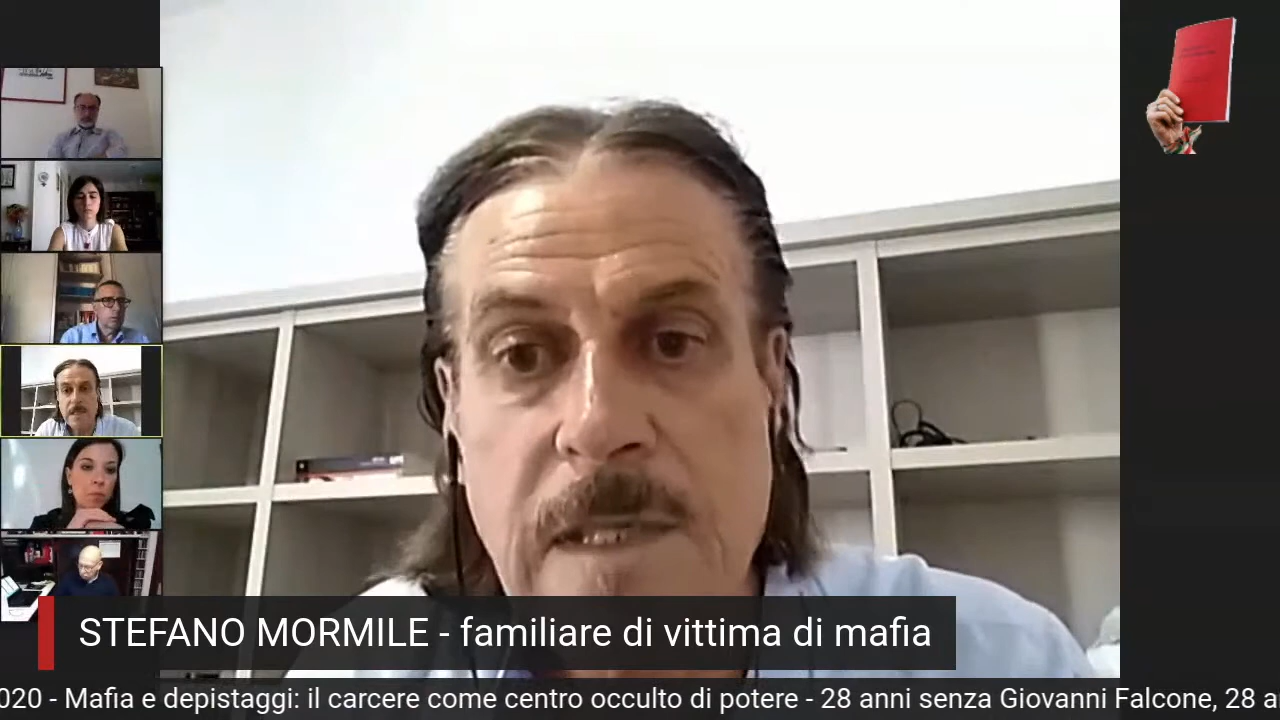 STEFANO MORMILE - familiare di vittima di mafia
020 - Mafia e depistaggi: il carcere come centro occulto di potere - 28 anni senza Giovanni Falcone, 28 a